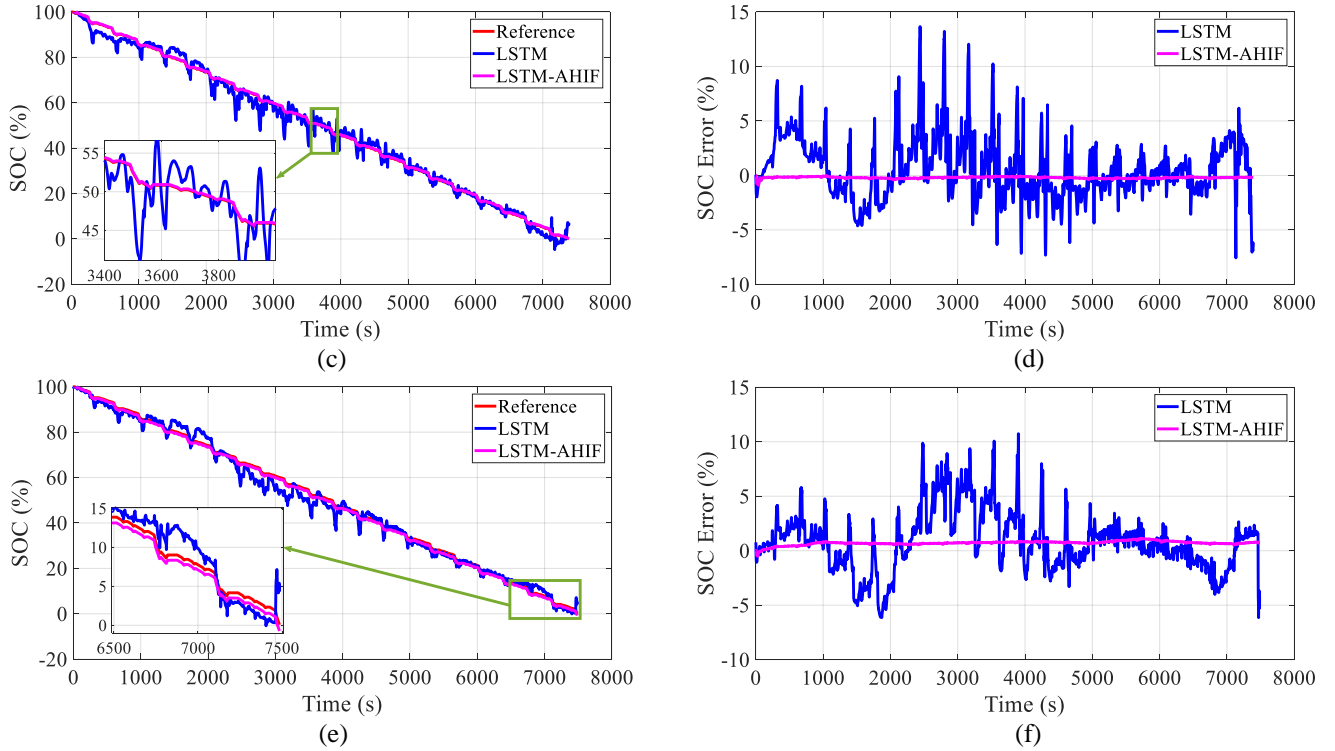 100
80
60
40
20
0
-20
SOC (%)
Reference
LSTM
LSTM-AHIF
55
50
45
3400
3600
3800
0 1000 2000 3000 4000 5000 6000 7000 8000
Time (s)
(c)
15
10
5
0
-5
-10
SOC Error (%)
LSTM
LSTM-AHIF
0 1000 2000 3000 4000 5000 6000 7000 8000
Time (s)
(d)
100
80
60
40
20
0
-20
SOC (%)
Reference
LSTM
LSTM-AHIF
15
10
5
0
6500
7000
7500
0 1000 2000 3000 4000 5000 6000 7000 8000
Time (s)
(e)
15
10
5
0
-5
-10
SOC Error (%)
LSTM
LSTM-AHIF
0 1000 2000 3000 4000 5000 6000 7000 8000
Time (s)
(f)